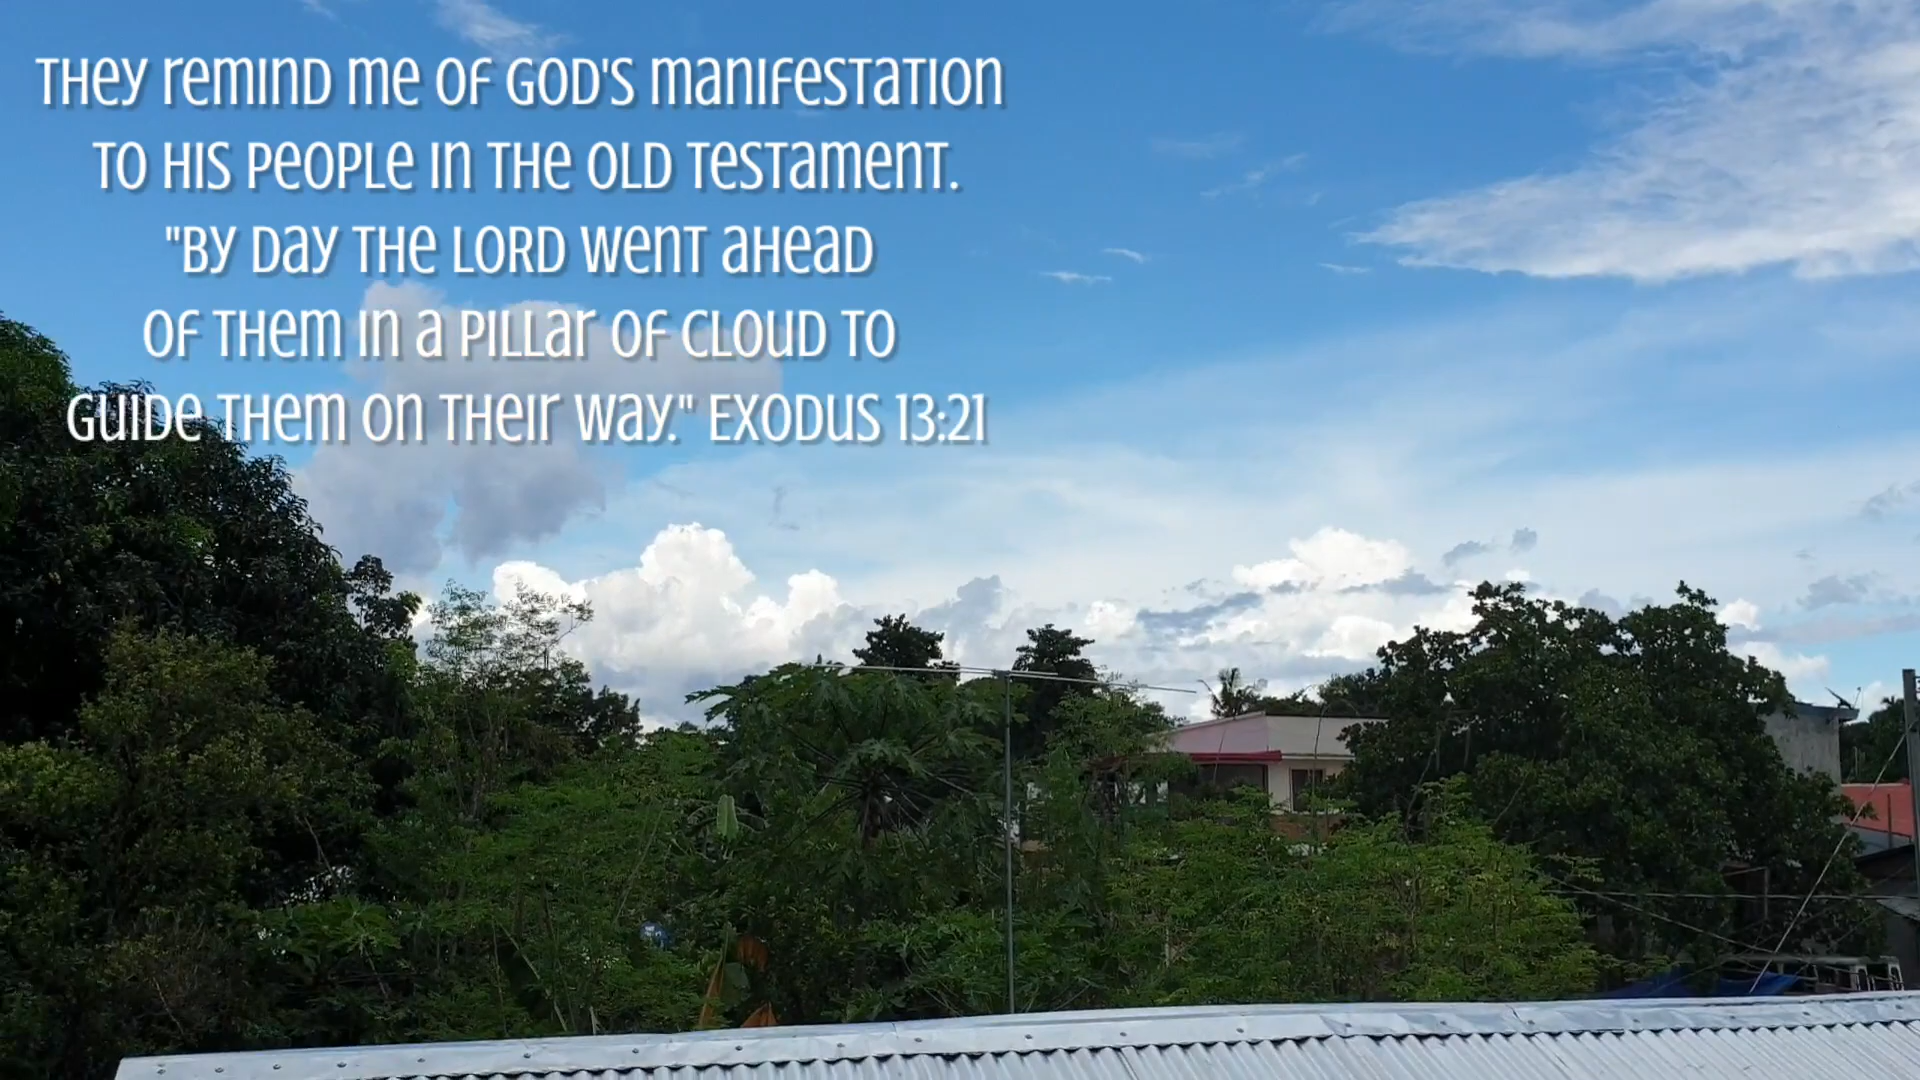 They remind me of God's manifestation
to His people in the Old Testament.
"By day the LORD went ahead
of them in a pillar of cloud to
guide them on their way." Exodus 13:21